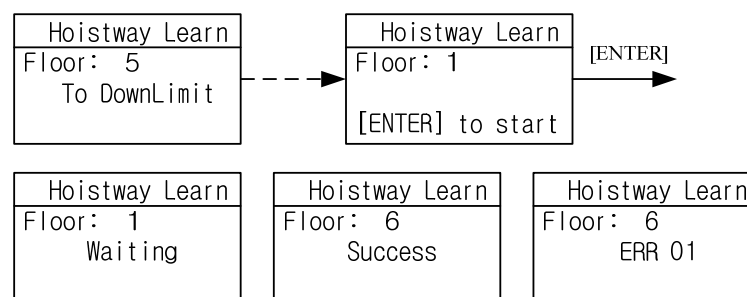 Hoistway Learn
Floor: 5
To DownLimit
Hoistway Learn
Floor: 1
[ENTER] to start
[ENTER]
Hoistway Learn
Floor: 1
Waiting
Hoistway Learn
Floor: 6
Success
Hoistway Learn
Floor: 6
ERR 01